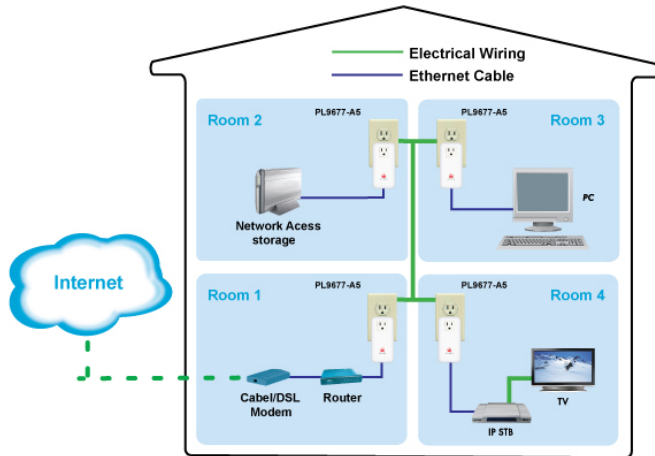 Electrical Wiring
Ethernet Cable
Room 2
PL9677-A5
PL9677-A5
Room 3
Network Acess
storage
PC
Internet
Room 1
PL9677-A5
PL9677-A5
Room 4
Cabel/DSL
Modem
Router
IP STB
TV